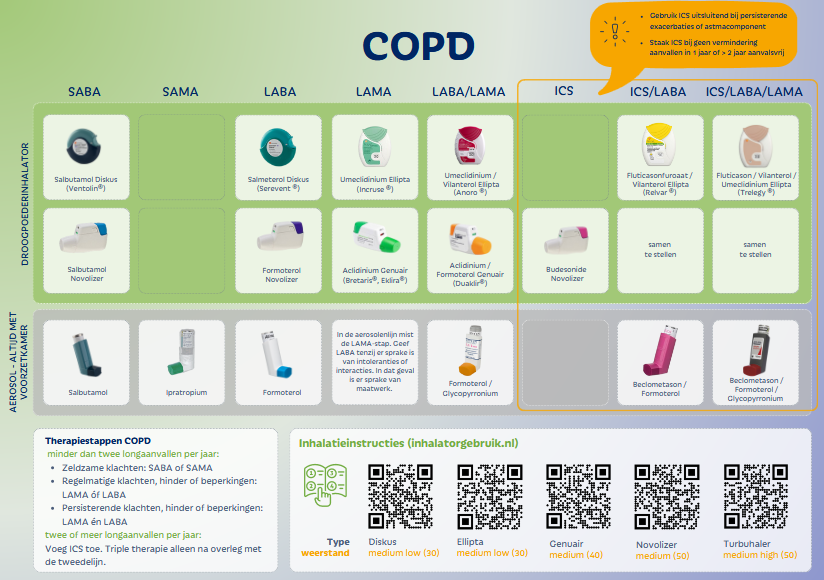 COPD
• Gebruik ICS uitsluitend bij persisterende
exacerbaties of astmacomponent
• Staak ICS bij geen vermindering
aanvallen in 1 jaar of > 2 jaar aanvalsvrij
SABA SAMA LABA LAMA LABA/LAMA ICS ICS/LABA ICS/LABA/LAMA
DROOGPOEDERINHALATOR
Salbutamol Diskus
(Ventolin®)
Salmeterol Diskus
(Serevent ®)
Umeclidinium Ellipta
(Incruse ®)
Umeclidinium /
Vilanterol Ellipta
(Anoro ®)
Fluticasonfuroaat /
Vilanterol Ellipta
(Relvar ®)
Fluticason / Vilanterol /
Umeclidinium Ellipta
(Trelegy ®)
Salbutamol
Novolizer
Formoterol
Novolizer
Aclidinium Genuair
(Bretaris®, Eklira®)
Aclidinium /
Formoterol Genuair
(Duaklir®)
Budesonide
Novolizer
samen
te stellen
samen
te stellen
AEROSOL - ALTIJD MET
VOORZETKAMER
Salbutamol
Ipratropium
Formoterol
In de aerosolenlijn mist
de LAMA-stap. Geef
LABA tenzij er sprake is
van intoleranties of
interacties. In dat geval
is er sprake van
maatwerk.
Formoterol /
Glycopyrronium
Beclometason /
Formoterol
Beclometason /
Formoterol /
Glycopyrronium
Therapiestappen COPD
minder dan twee longaanvallen per jaar:
• Zeldzame klachten: SABA of SAMA
• Regelmatige klachten, hinder of beperkingen:
LAMA óf LABA
• Persisterende klachten, hinder of beperkingen:
LAMA én LABA
twee of meer longaanvallen per jaar:
Voeg ICS toe. Triple therapie alleen na overleg met
de tweedelijn.
Inhalatieinstructies (inhalatorgebruik.nl)
Type
weerstand
Diskus
medium low (30)
Ellipta
medium low (30)
Genuair
medium (40)
Novolizer
medium (50)
Turbuhaler
medium high (50)